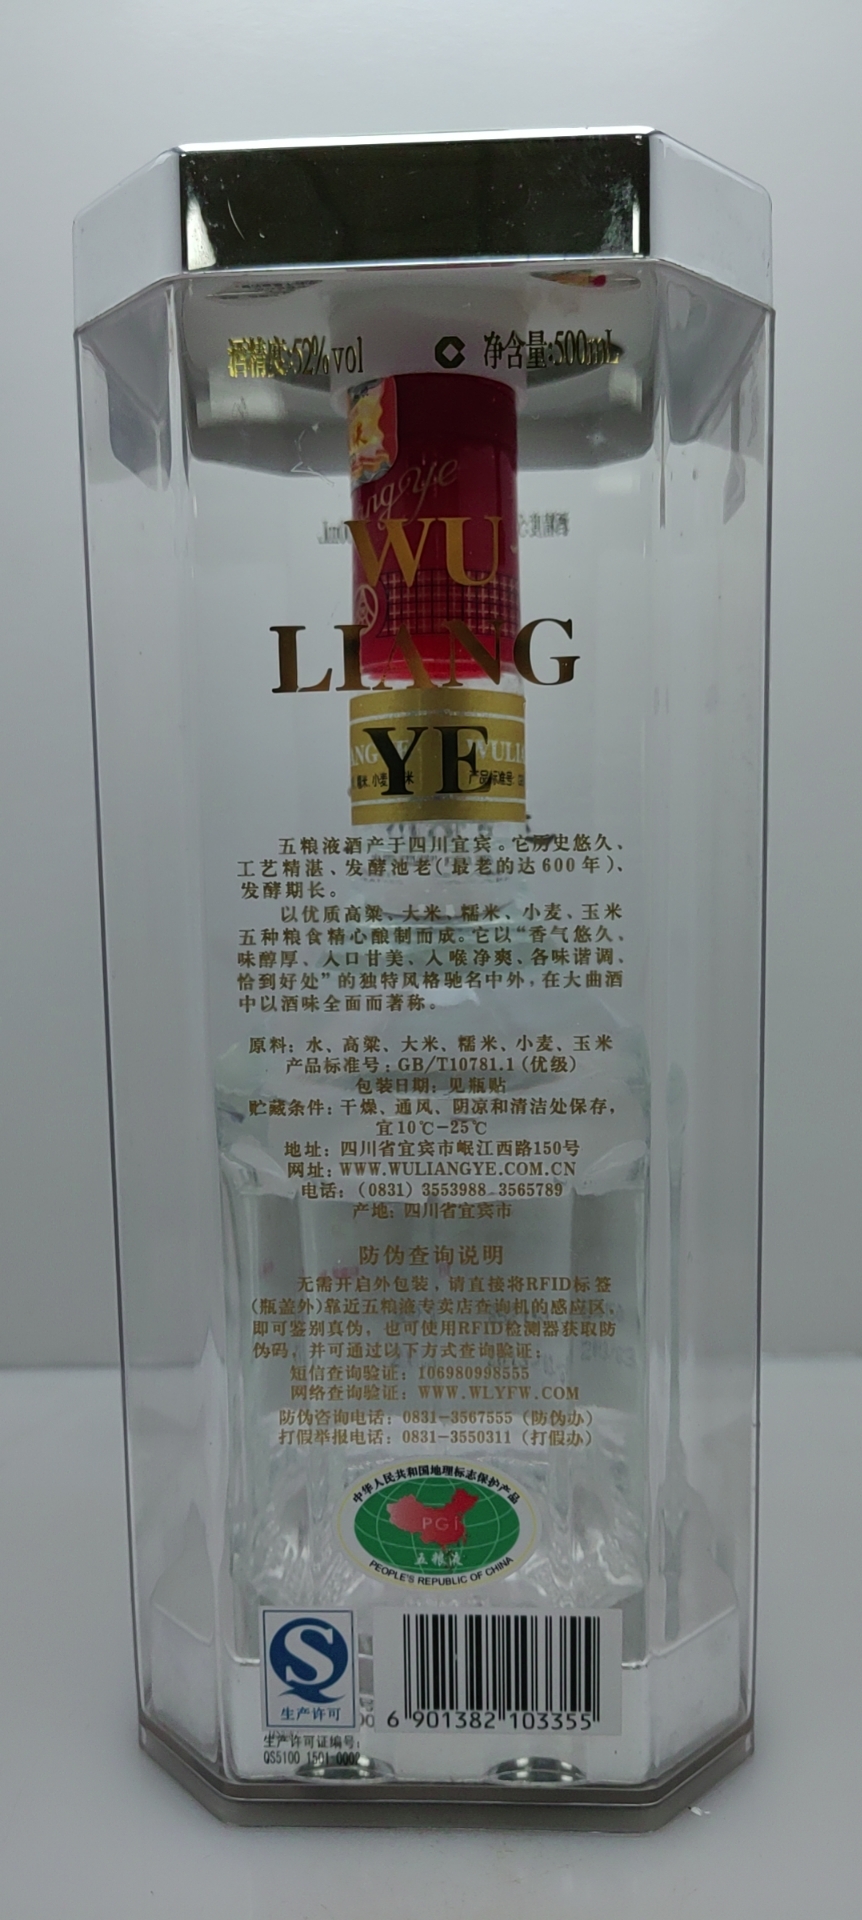 酒精度:52%vol 净含量:500mL
WU
LIANG
YE
五粮液酒产于四川宜宾。它历史悠久、
工艺精湛、发酵池老(最老的达600年)、
发酵期长。
以优质高粱、大米、糯米、小麦、玉米
五种粮食精心酿制而成。它以“香气悠久、
味醇厚、入口甘美、入喉净爽、各味谐调、
恰到好处”的独特风格驰名中外，在大曲酒
中以酒味全面而著称。
原料：水、高粱、大米、糯米、小麦、玉米
产品标准号：GB/T10781.1(优级)
包装日期：见瓶贴
贮藏条件：干燥、通风、阴凉和清洁处保存，
宜10℃-25℃
地址：四川省宜宾市岷江西路150号
网址：WWW.WULIANGYE.COM.CN
电话：(0831) 3553988 3565789
产地：四川省宜宾市
防伪查询说明
无需开启外包装，请直接将RFID标签
(瓶盖外)靠近五粮液专卖店查询机的感应区，
即可鉴别真伪，也可使用RFID检测器获取防
伪码，并可通过以下方式查询验证：
短信查询验证：106980998555
网络查询验证：WWW.WLYFW.COM
防伪咨询电话：0831-3567555 (防伪办)
打假举报电话：0831-3550311 (打假办)
中华人民共和国地理标志保护产品
PGI
五粮液
PEOPLE'S REPUBLIC OF CHINA
生产许可
6 901382 103355
生产许可证编号：
QS5100 1501 0002